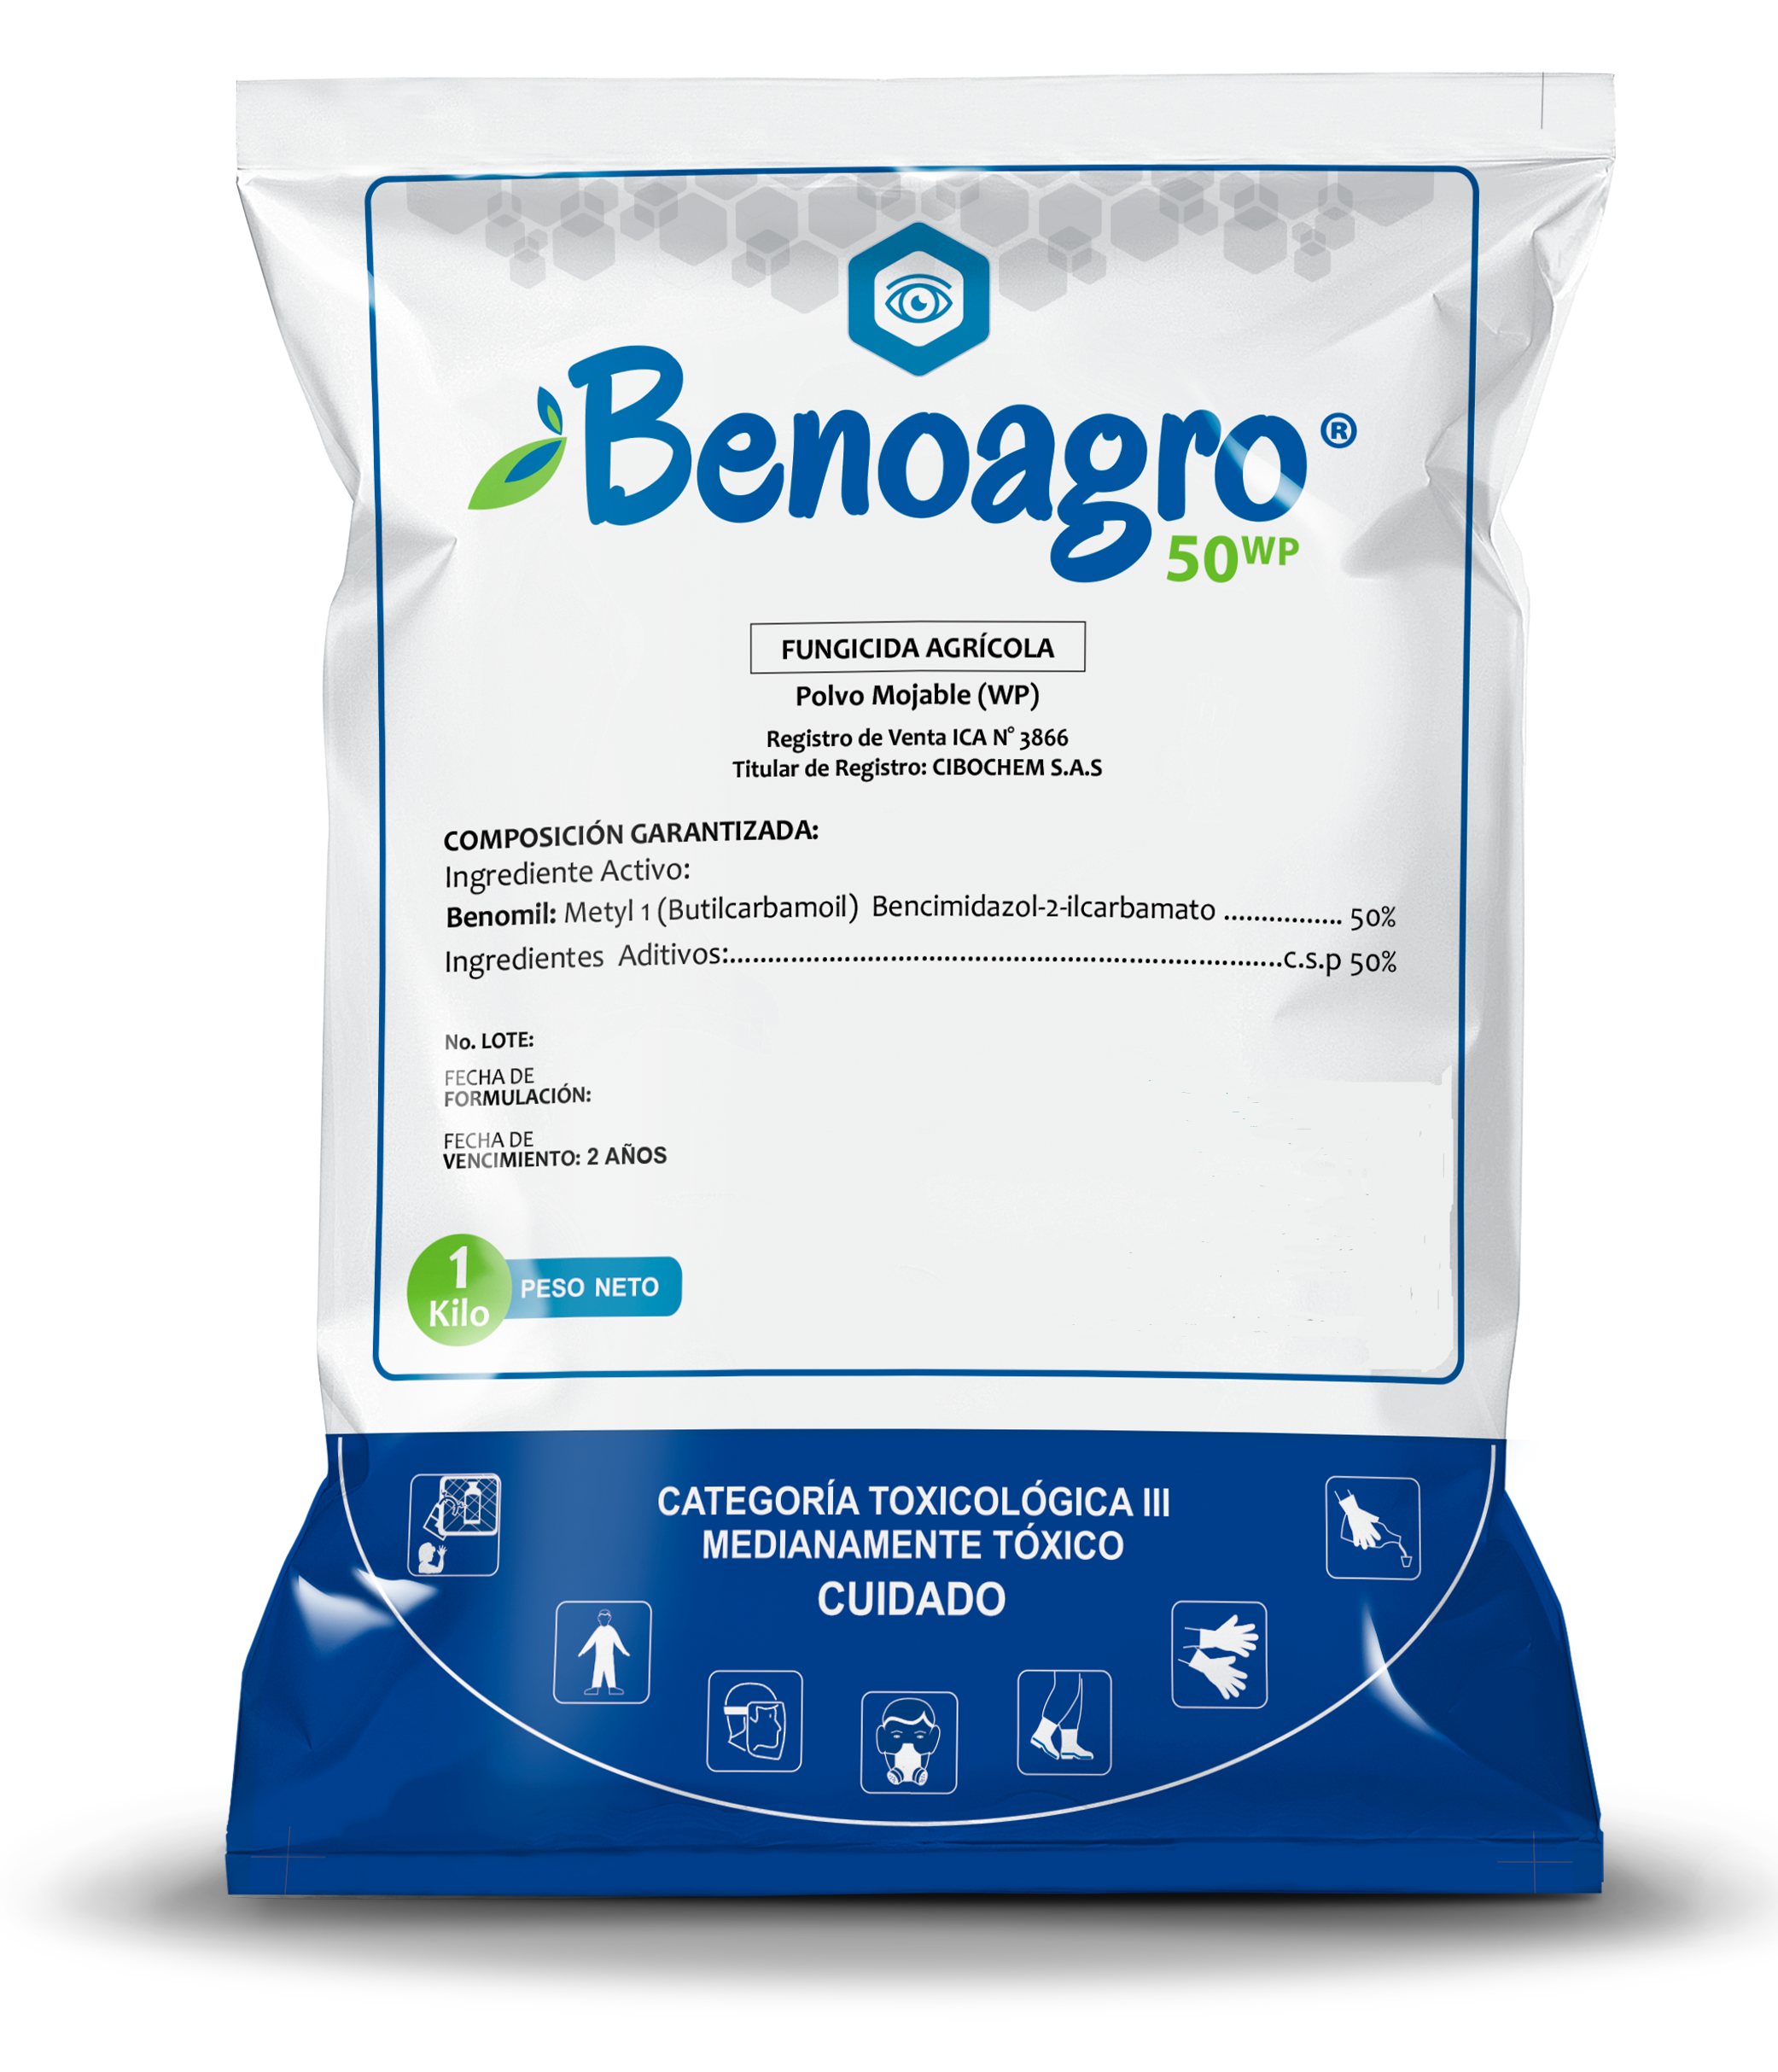 Benoagro®
50WP
FUNGICIDA AGRÍCOLA
Polvo Mojable (WP)
Registro de Venta ICA N° 3866
Titular de Registro: CIBOCHEM S.A.S
COMPOSICIÓN GARANTIZADA:
Ingrediente Activo:
Benomil: Metyl 1 (Butilcarbamoil) Bencimidazol-2-ilcarbamato ................ 50%
Ingredientes Aditivos:..........................................................................c.s.p 50%
No. LOTE:
FECHA DE
FORMULACIÓN:
FECHA DE
VENCIMIENTO: 2 AÑOS
1
Kilo
PESO NETO
CATEGORÍA TOXICOLÓGICA III
MEDIANAMENTE TÓXICO
CUIDADO